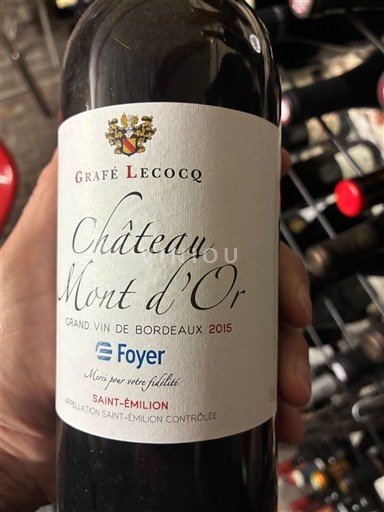 GRAFÉ LECOCQ
Château
Mont d'Or
GRAND VIN DE BORDEAUX 2015
Foyer
Merci pour votre fidélité
SAINT-ÉMILION
APPELLATION SAINT-ÉMILION CONTRÔLÉE